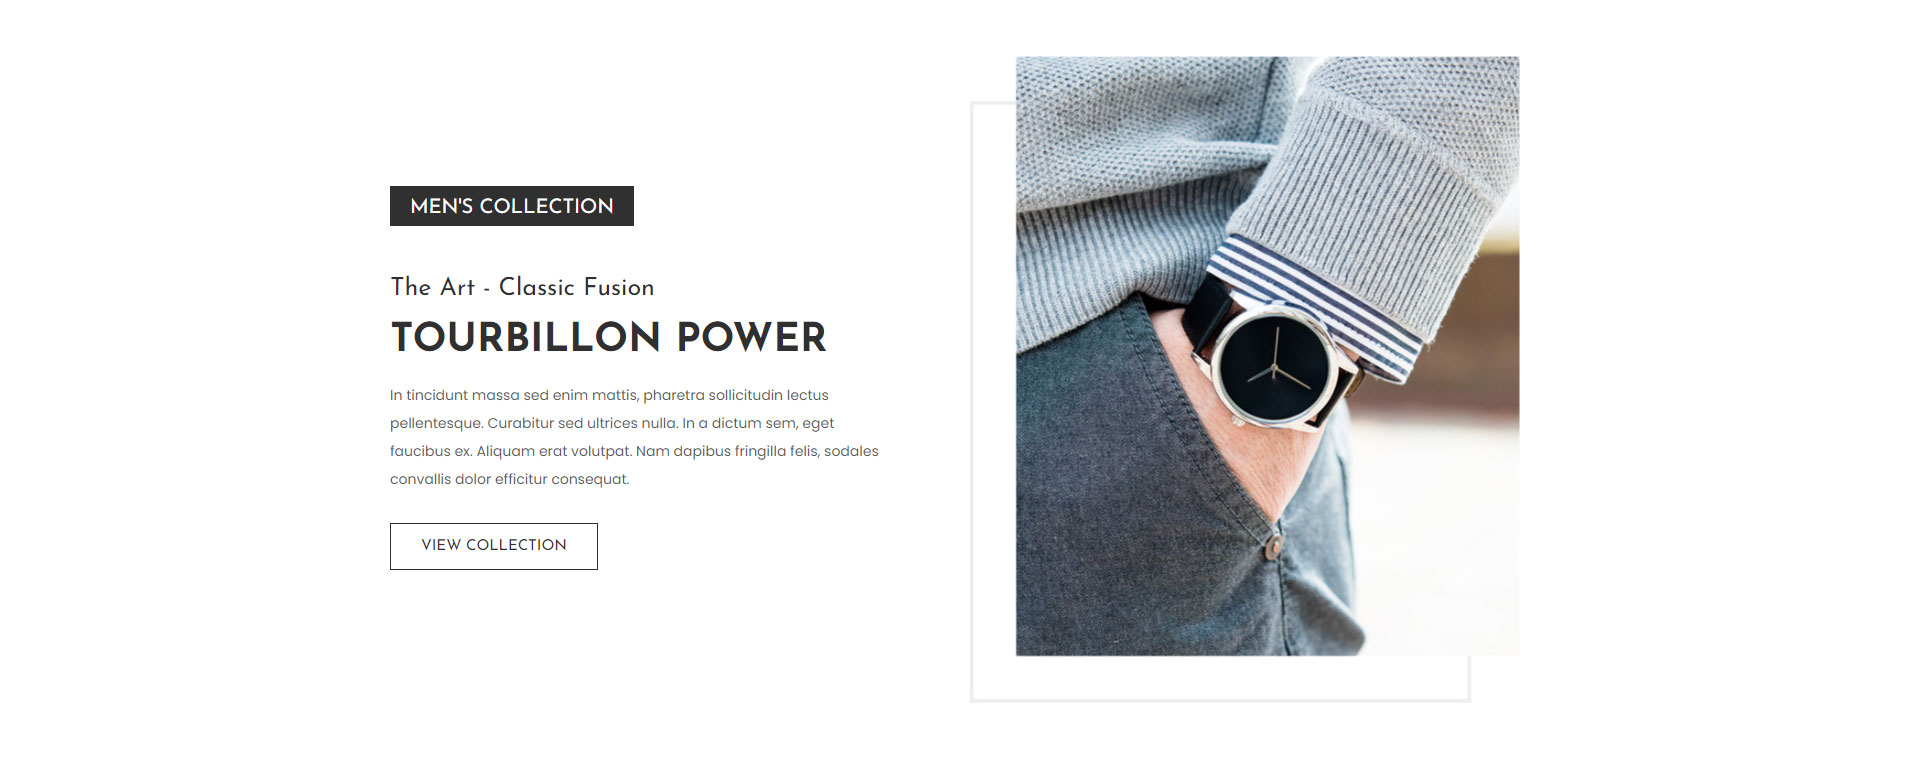 MEN'S COLLECTION
The Art - Classic Fusion
TOURBILLON POWER
In tincidunt massa sed enim mattis, pharetra sollicitudin lectus
pellentesque. Curabitur sed ultrices nulla. In a dictum sem, eget
faucibus ex. Aliquam erat volutpat. Nam dapibus fringilla felis, sodales
convallis dolor efficitur consequat.
VIEW COLLECTION